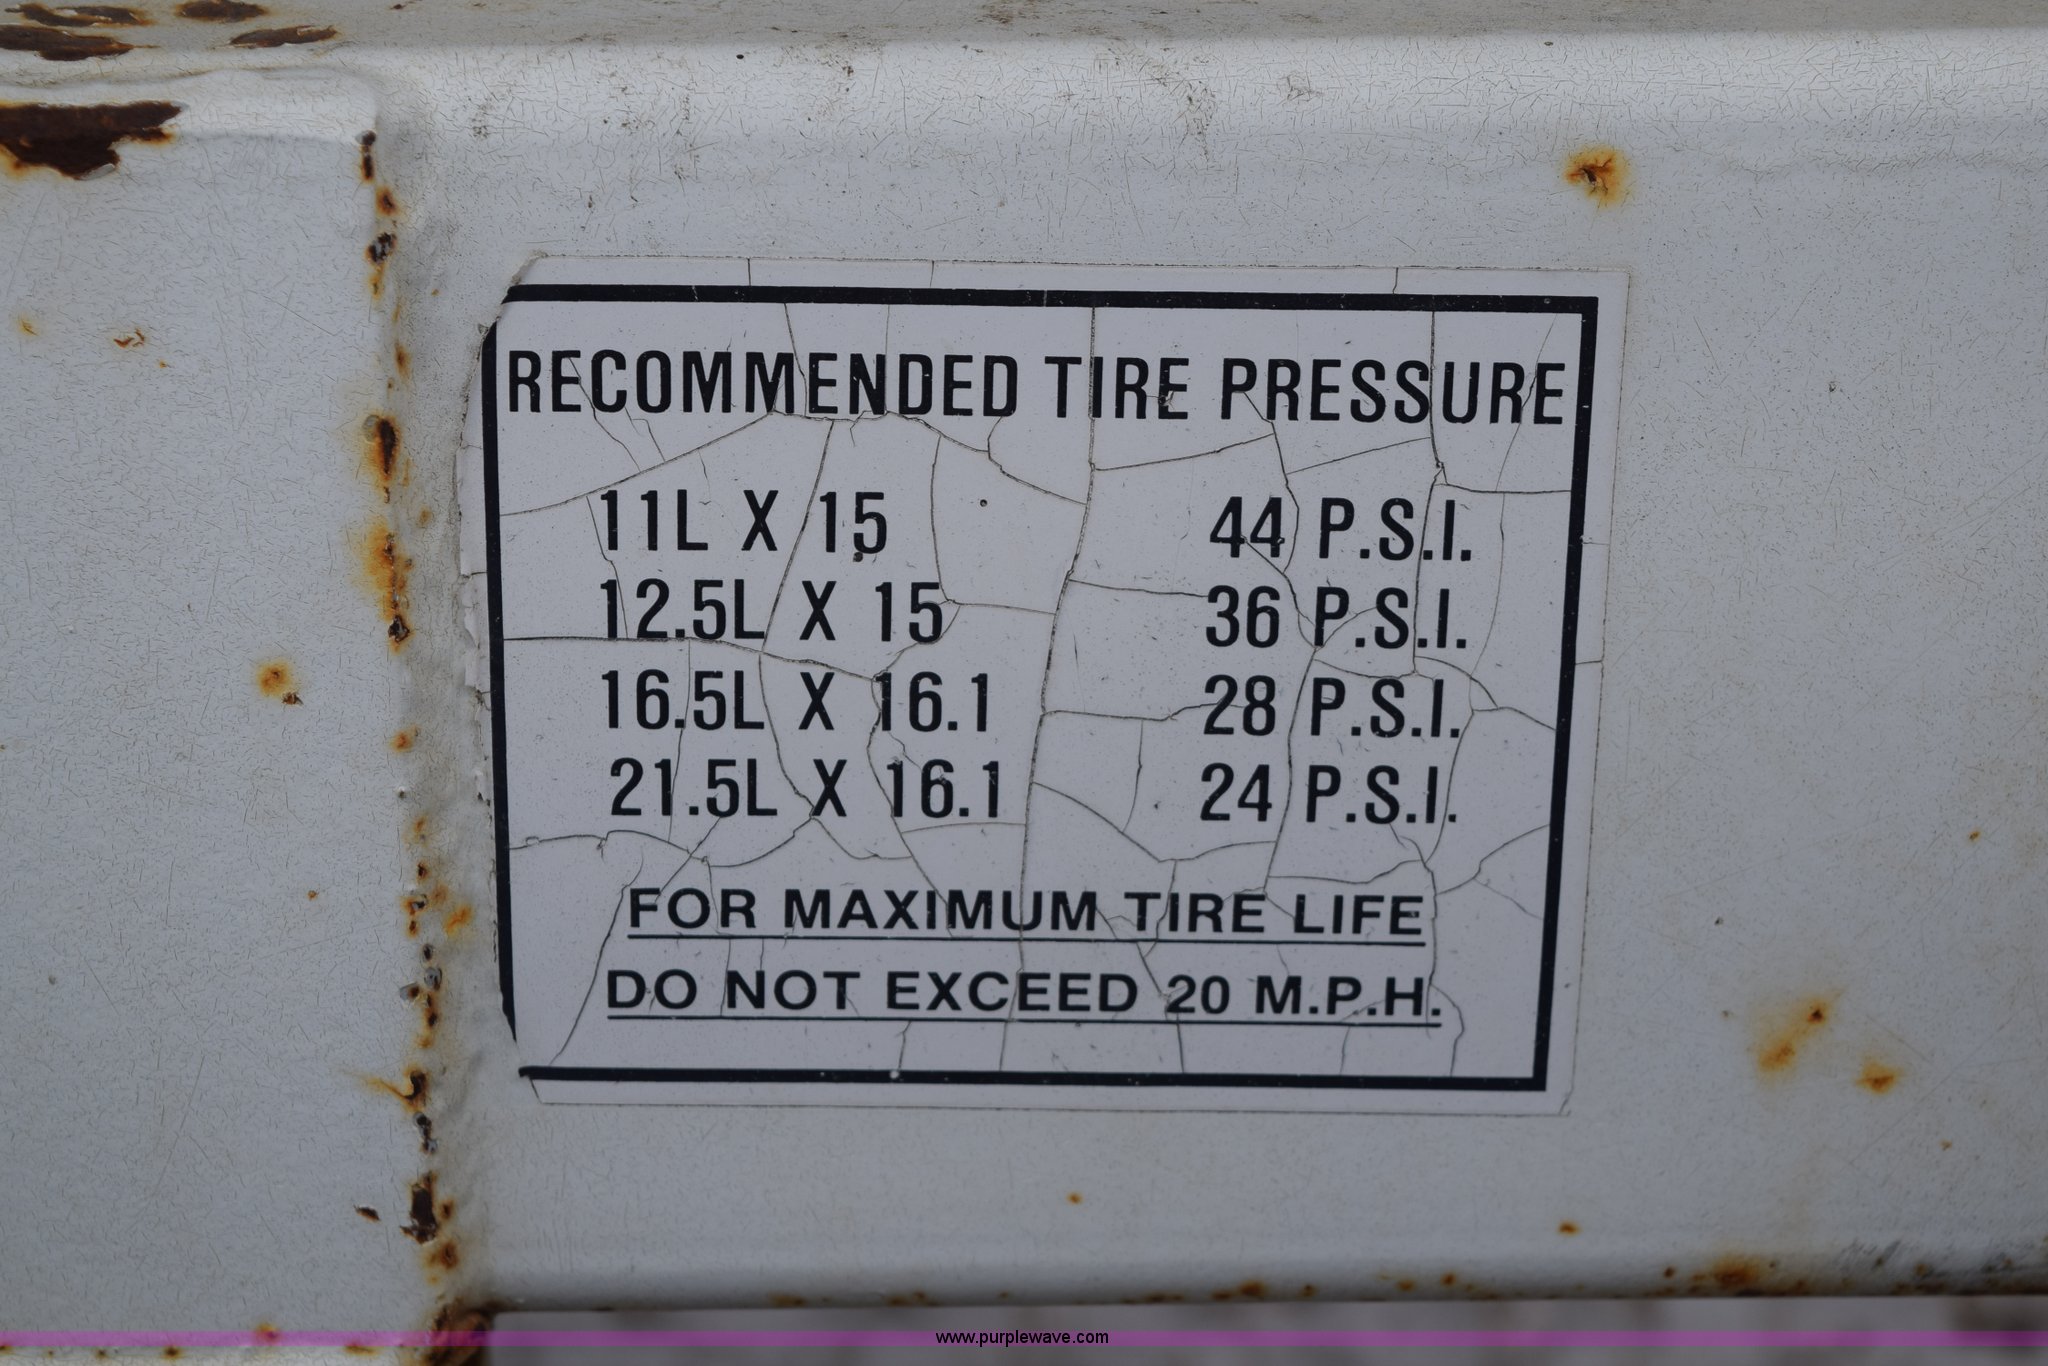 RECOMMENDED TIRE PRESSURE
11L X 15 44 P.S.I.
12.5L X 15 36 P.S.I.
16.5L X 16.1 28 P.S.I.
21.5L X 16.1 24 P.S.I.
FOR MAXIMUM TIRE LIFE
DO NOT EXCEED 20 M.P.H.
www.purplewave.com